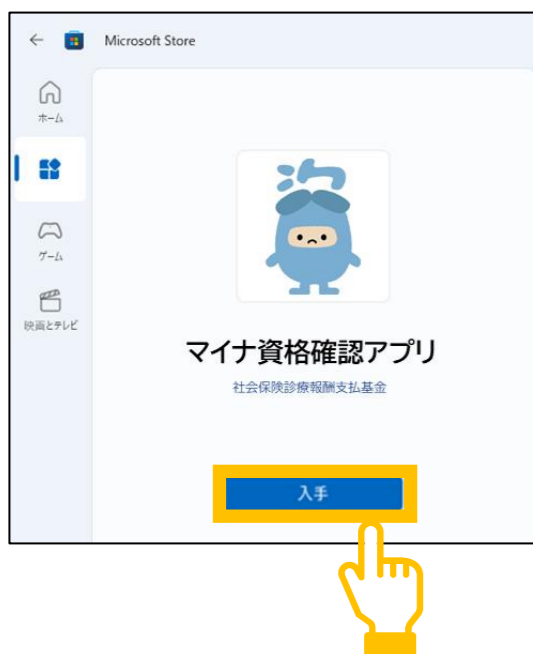 Microsoft Store
ホーム
ゲーム
映画とテレビ
治
マイナ資格確認アプリ
社会保険診療報酬支払基金
入手